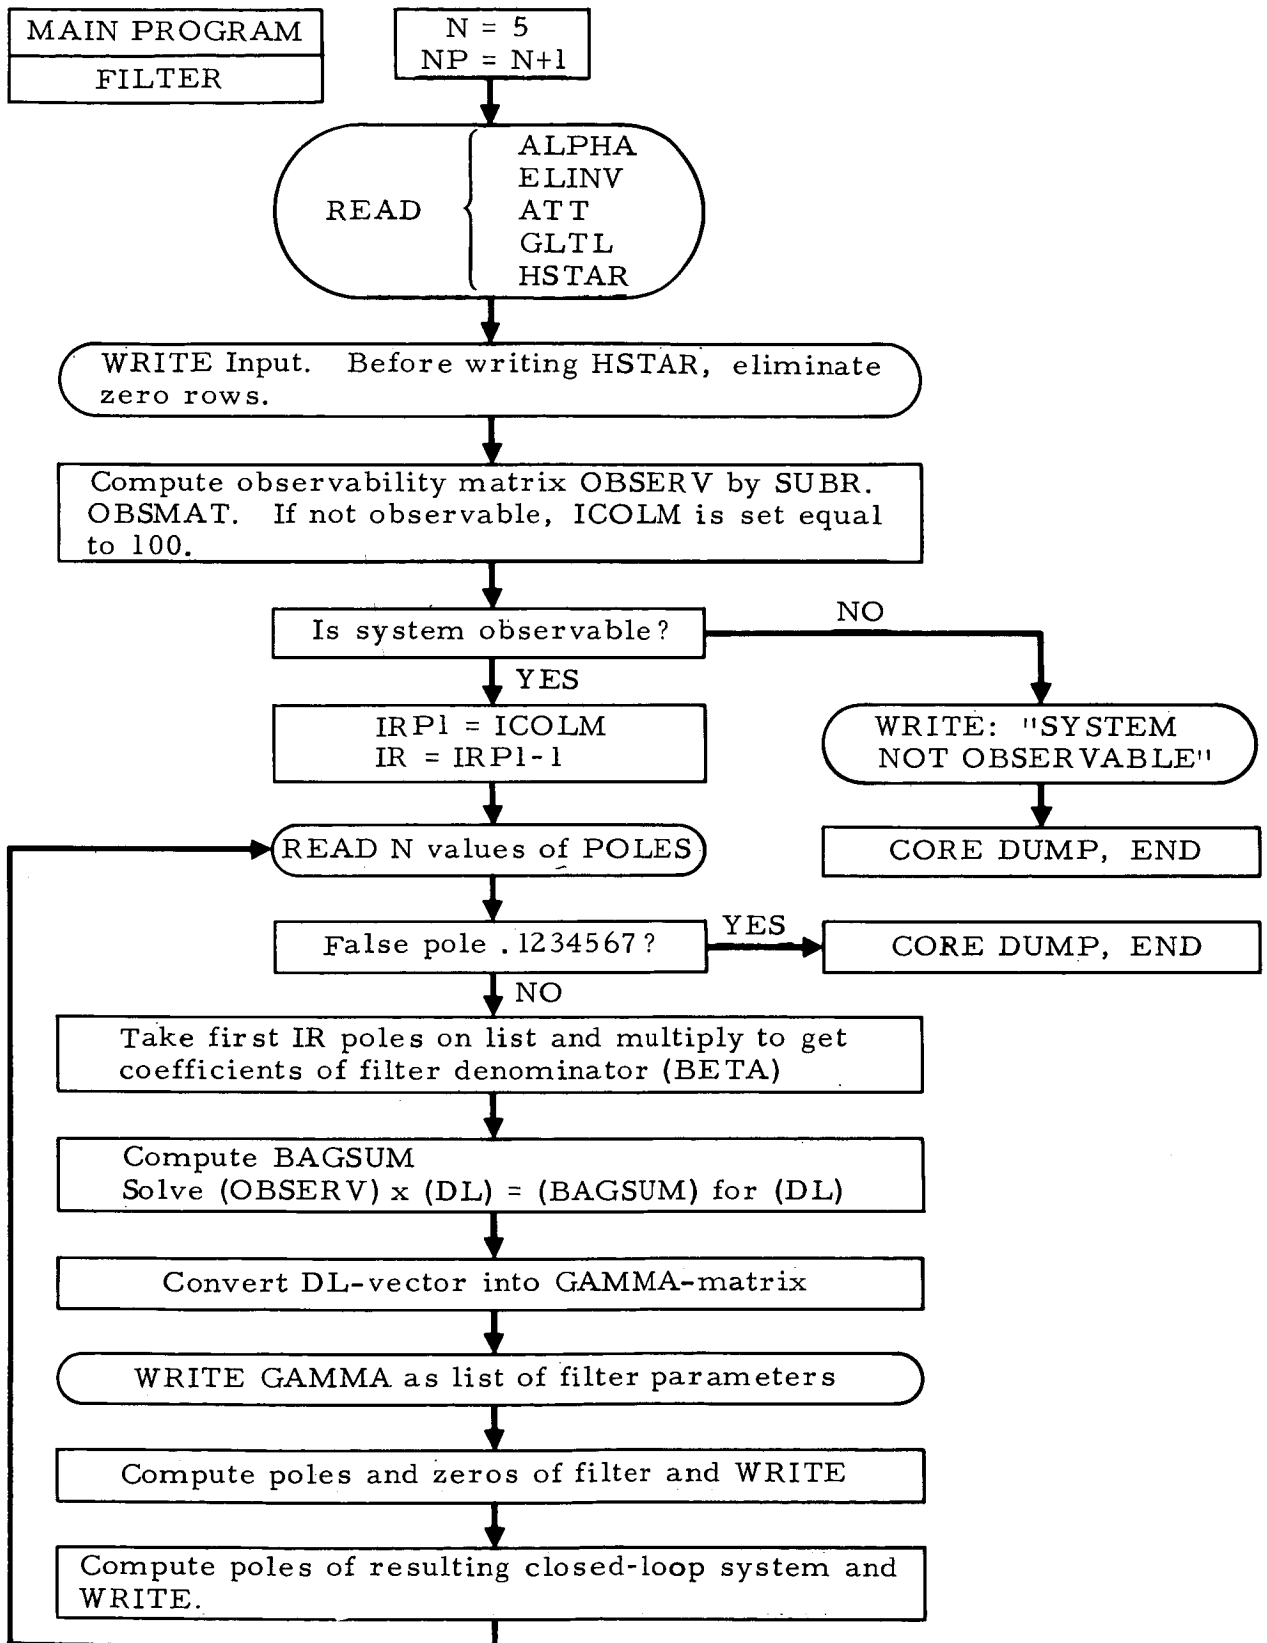 MAIN PROGRAM
FILTER
N = 5
NP = N+1
READ
ALPHA
ELINV
ATT
GLTL
HSTAR
WRITE Input. Before writing HSTAR, eliminate
zero rows.
Compute observability matrix OBSERV by SUBR.
OBSMAT. If not observable, ICOLM is set equal
to 100.
Is system observable?
NO
YES
IRP1 = ICOLM
IR = IRP1-1
WRITE: "SYSTEM
NOT OBSERVABLE"
READ N values of POLES
CORE DUMP, END
False pole .1234567?
YES
CORE DUMP, END
NO
Take first IR poles on list and multiply to get
coefficients of filter denominator (BETA)
Compute BAGSUM
Solve (OBSERV) x (DL) = (BAGSUM) for (DL)
Convert DL-vector into GAMMA-matrix
WRITE GAMMA as list of filter parameters
Compute poles and zeros of filter and WRITE
Compute poles of resulting closed-loop system and
WRITE.